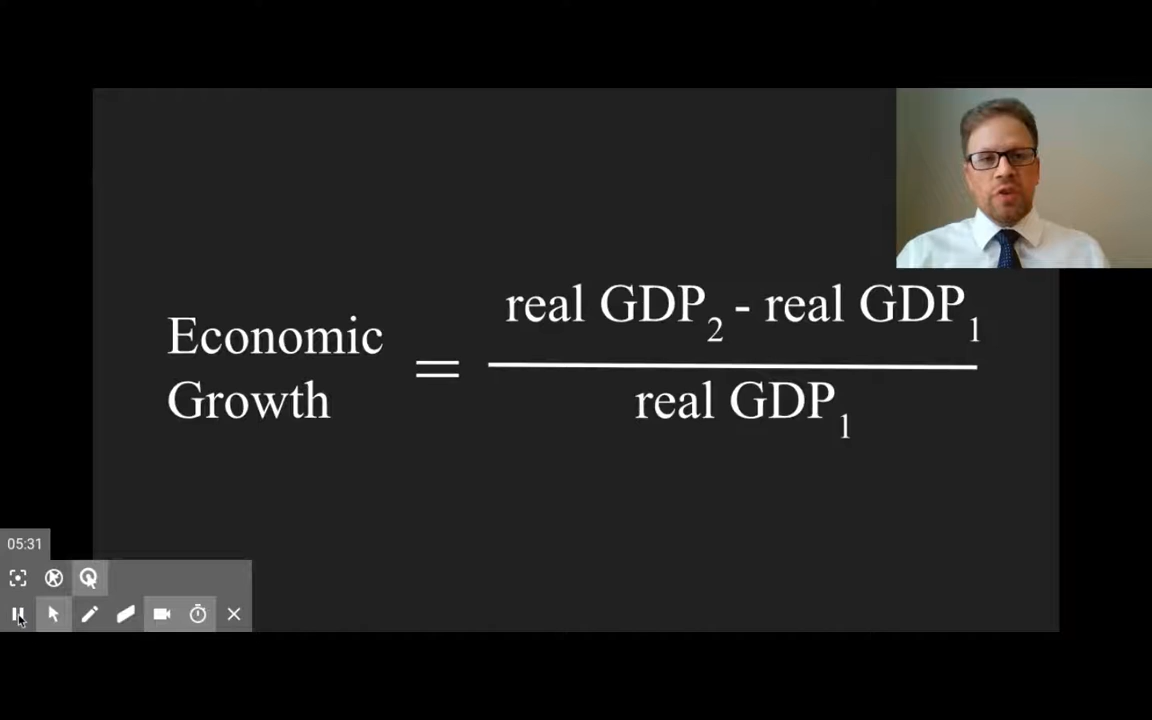 Economic
Growth
=
real GDP₂ - real GDP₁
real GDP₁
05:31